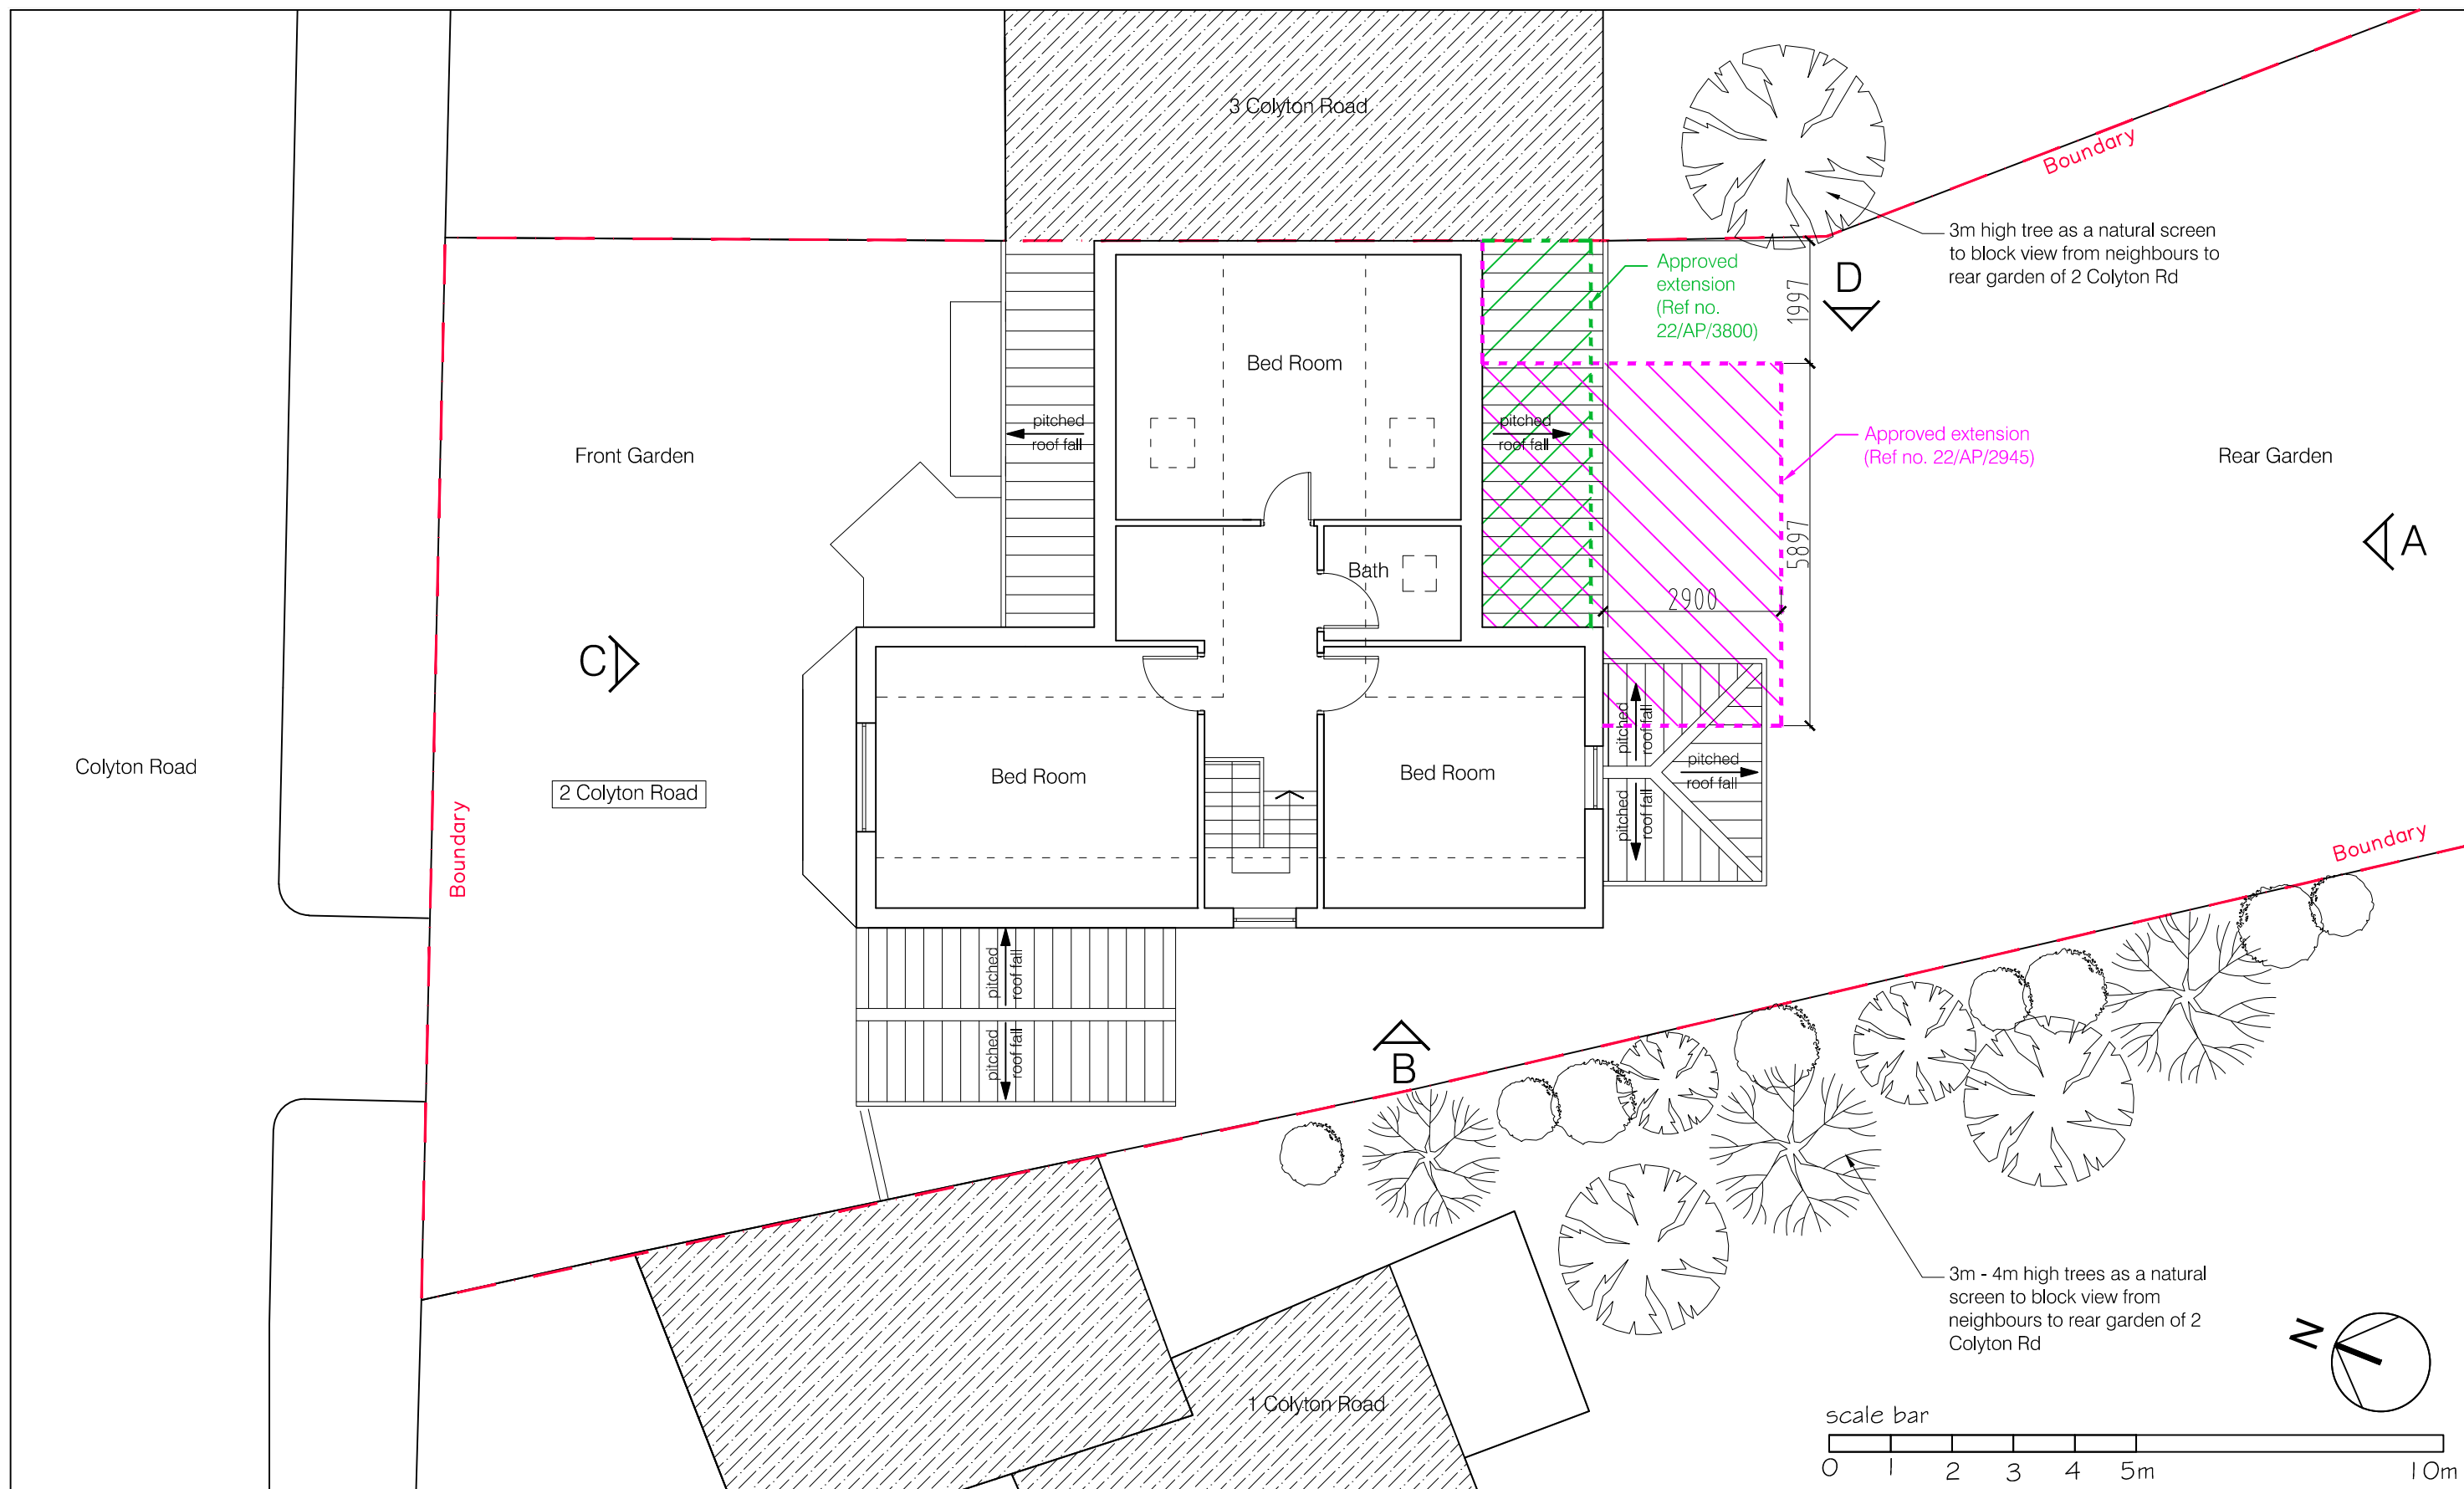 3 Colyton Road
Boundary
3m high tree as a natural screen
to block view from neighbours to
rear garden of 2 Colyton Rd
Approved
extension
(Ref no.
22/AP/3800)
D
1997
Bed Room
pitched
roof fall
pitched
roof fall
Approved extension
(Ref no. 22/AP/2945)
Front Garden
Rear Garden
A
5897
Bath
2900
C
pitched
roof fall
Colyton Road
2 Colyton Road
Boundary
Bed Room
Bed Room
pitched
roof fall
pitched
roof fall
Boundary
pitched
roof fall
pitched
roof fall
B
3m - 4m high trees as a natural
screen to block view from
neighbours to rear garden of 2
Colyton Rd
N
1 Colyton Road
scale bar
0 1 2 3 4 5m 10m